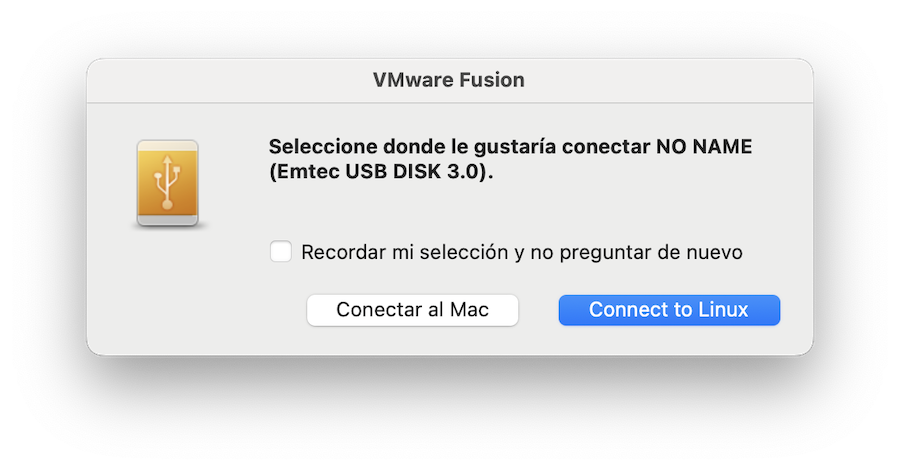 VMware Fusion
Seleccione donde le gustaría conectar NO NAME
(Emtec USB DISK 3.0).
Recordar mi selección y no preguntar de nuevo
Conectar al Mac
Connect to Linux